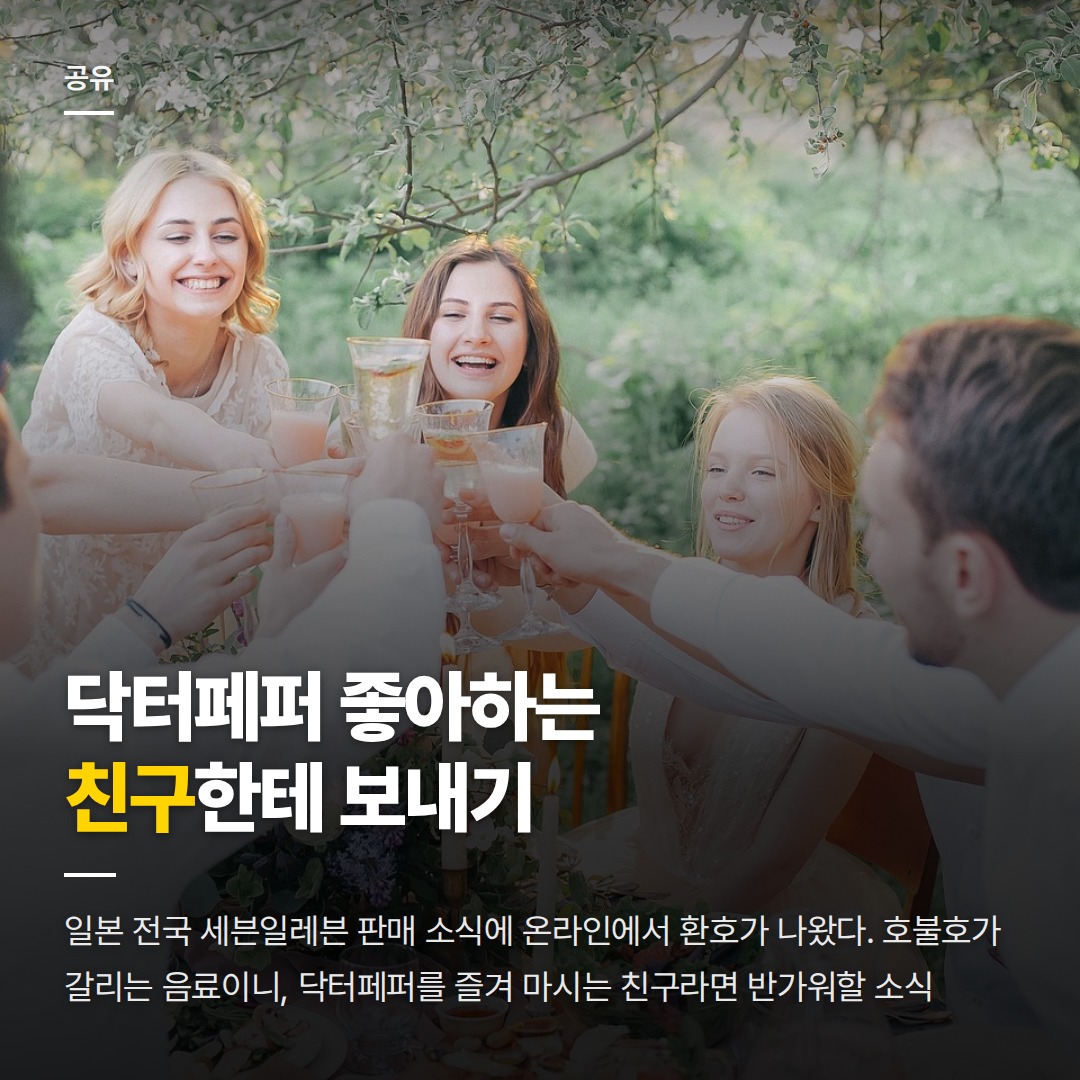 공유
닥터페퍼 좋아하는
친구한테 보내기
일본 전국 세븐일레븐 판매 소식에 온라인에서 환호가 나왔다. 호불호가
갈리는 음료이니, 닥터페퍼를 즐겨 마시는 친구라면 반가워할 소식